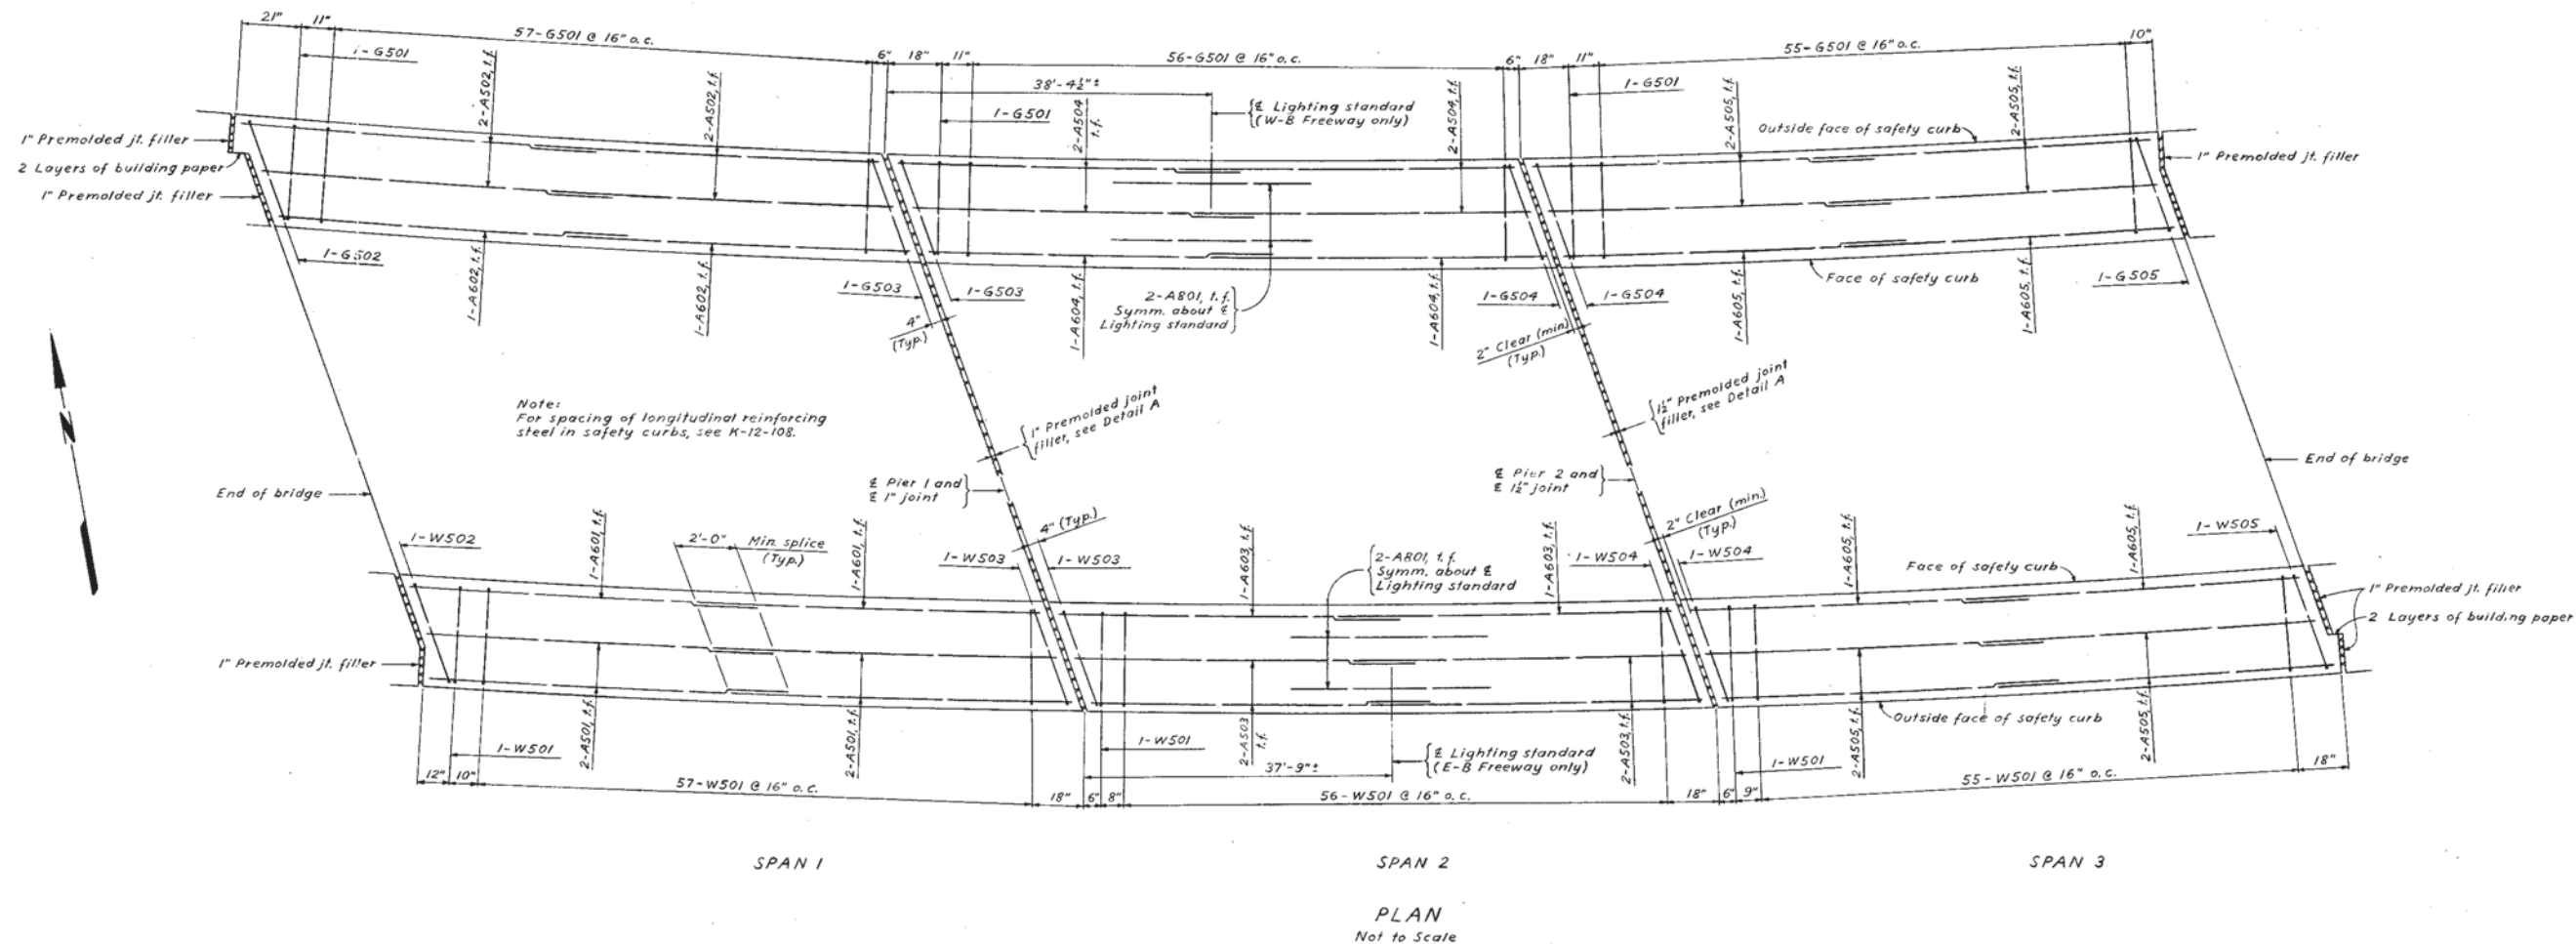 21"
11"
57-G501 @ 16" o.c.
6"
18"
11"
56-G501 @ 16" o.c.
6"
18"
11"
55-G501 @ 16" o.c.
10"
1-G501
2-A502, t.f.
2-A502, t.f.
38'-4½"±
1-G501
2-A504
t.f.
℄ Lighting standard
(W-B Freeway only)
2-A504, t.f.
1-G501
2-A505, t.f.
Outside face of safety curb
2-A505, t.f.
1" Premolded jt. filler
2 Layers of building paper
1" Premolded jt. filler
1" Premolded jt. filler
1-G502
1-A602, t.f.
1-A602, t.f.
1-G503
1-G503
4"
(Typ.)
1-A604, t.f.
2-A801, t.f.
Symm. about ℄
Lighting standard
1-A604, t.f.
1-G504
1-G504
2" Clear (min)
(Typ.)
1-A605, t.f.
Face of safety curb
1-A605, t.f.
1-G505
N
Note:
For spacing of longitudinal reinforcing
steel in safety curbs, see K-12-108.
1" Premolded joint
filler, see Detail A
1½" Premolded joint
filler, see Detail A
End of bridge
℄ Pier 1 and
℄ 1" joint
℄ Pier 2 and
℄ 1½" joint
End of bridge
1-W502
1-A601, t.f.
2'-0"
Min. splice
(Typ.)
1-A601, t.f.
1-W503
4" (Typ.)
1-W503
1-A603, t.f.
2-A801, t.f.
Symm. about ℄
Lighting standard
1-A603, t.f.
1-W504
2" Clear (min.)
(Typ.)
1-W504
1-A605, t.f.
Face of safety curb
1-A605, t.f.
1-W505
1" Premolded jt. filler
2 Layers of building paper
1" Premolded jt. filler
2-A501, t.f.
2-A501, t.f.
1-W501
1-W501
2-A503
t.f.
37'-9"±
℄ Lighting standard
(E-B Freeway only)
2-A503, t.f.
1-W501
2-A505, t.f.
Outside face of safety curb
2-A505, t.f.
12"
10"
57-W501 @ 16" o.c.
18"
6"
8"
56-W501 @ 16" o.c.
18"
6"
9"
55-W501 @ 16" o.c.
18"
SPAN 1
SPAN 2
SPAN 3
PLAN
Not to Scale